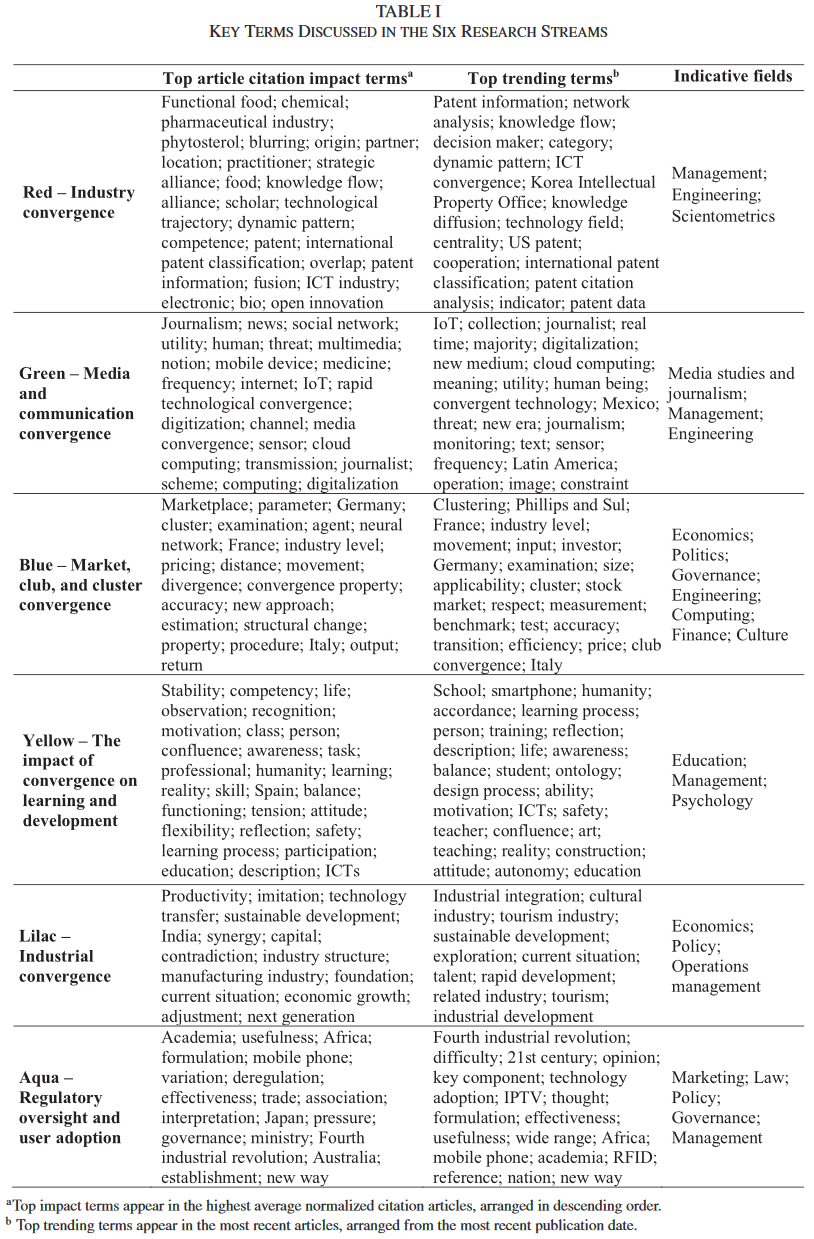 TABLE I
KEY TERMS DISCUSSED IN THE SIX RESEARCH STREAMS
Top article citation impact termsᵃ
Top trending termsᵇ
Indicative fields
Red – Industry
convergence
Functional food; chemical;
pharmaceutical industry;
phytosterol; blurring; origin; partner;
location; practitioner; strategic
alliance; food; knowledge flow;
alliance; scholar; technological
trajectory; dynamic pattern;
competence; patent; international
patent classification; overlap; patent
information; fusion; ICT industry;
electronic; bio; open innovation
Patent information; network
analysis; knowledge flow;
decision maker; category;
dynamic pattern; ICT
convergence; Korea Intellectual
Property Office; knowledge
diffusion; technology field;
centrality; US patent;
cooperation; international patent
classification; patent citation
analysis; indicator; patent data
Management;
Engineering;
Scientometrics
Green – Media
and
communication
convergence
Journalism; news; social network;
utility; human; threat; multimedia;
notion; mobile device; medicine;
frequency; internet; IoT; rapid
technological convergence;
digitization; channel; media
convergence; sensor; cloud
computing; transmission; journalist;
scheme; computing; digitalization
IoT; collection; journalist; real
time; majority; digitalization;
new medium; cloud computing;
meaning; utility; human being;
convergent technology; Mexico;
threat; new era; journalism;
monitoring; text; sensor;
frequency; Latin America;
operation; image; constraint
Media studies and
journalism;
Management;
Engineering
Blue – Market,
club, and cluster
convergence
Marketplace; parameter; Germany;
cluster; examination; agent; neural
network; France; industry level;
pricing; distance; movement;
divergence; convergence property;
accuracy; new approach;
estimation; structural change;
property; procedure; Italy; output;
return
Clustering; Phillips and Sul;
France; industry level;
movement; input; investor;
Germany; examination; size;
applicability; cluster; stock
market; respect; measurement;
benchmark; test; accuracy;
transition; efficiency; price; club
convergence; Italy
Economics;
Politics;
Governance;
Engineering;
Computing;
Finance; Culture
Yellow – The
impact of
convergence on
learning and
development
Stability; competency; life;
observation; recognition;
motivation; class; person;
confluence; awareness; task;
professional; humanity; learning;
reality; skill; Spain; balance;
functioning; tension; attitude;
flexibility; reflection; safety;
learning process; participation;
education; description; ICTs
School; smartphone; humanity;
accordance; learning process;
person; training; reflection;
description; life; awareness;
balance; student; ontology;
design process; ability;
motivation; ICTs; safety;
teacher; confluence; art;
teaching; reality; construction;
attitude; autonomy; education
Education;
Management;
Psychology
Lilac –
Industrial
convergence
Productivity; imitation; technology
transfer; sustainable development;
India; synergy; capital;
contradiction; industry structure;
manufacturing industry; foundation;
current situation; economic growth;
adjustment; next generation
Industrial integration; cultural
industry; tourism industry;
sustainable development;
exploration; current situation;
talent; rapid development;
related industry; tourism;
industrial development
Economics;
Policy;
Operations
management
Aqua –
Regulatory
oversight and
user adoption
Academia; usefulness; Africa;
formulation; mobile phone;
variation; deregulation;
effectiveness; trade; association;
interpretation; Japan; pressure;
governance; ministry; Fourth
industrial revolution; Australia;
establishment; new way
Fourth industrial revolution;
difficulty; 21st century; opinion;
key component; technology
adoption; IPTV; thought;
formulation; effectiveness;
usefulness; wide range; Africa;
mobile phone; academia; RFID;
reference; nation; new way
Marketing; Law;
Policy;
Governance;
Management
ᵃTop impact terms appear in the highest average normalized citation articles, arranged in descending order.
ᵇ Top trending terms appear in the most recent articles, arranged from the most recent publication date.